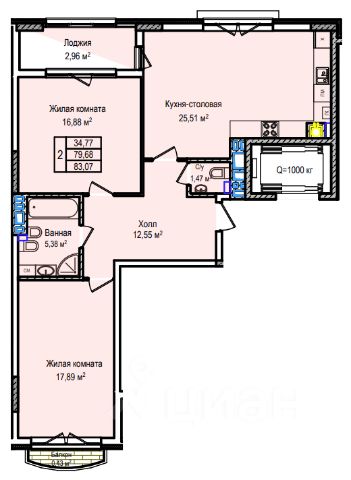 Лоджия
2,96 м²
Жилая комната
16,88 м²
Кухня-столовая
25,51 м²
2
34,77
79,68
83,07
С/у
1,47 м²
Q=1000 кг
Ванная
5,38 м²
Холл
12,55 м²
Жилая комната
17,89 м²
Балкон
0,43 м²
циан